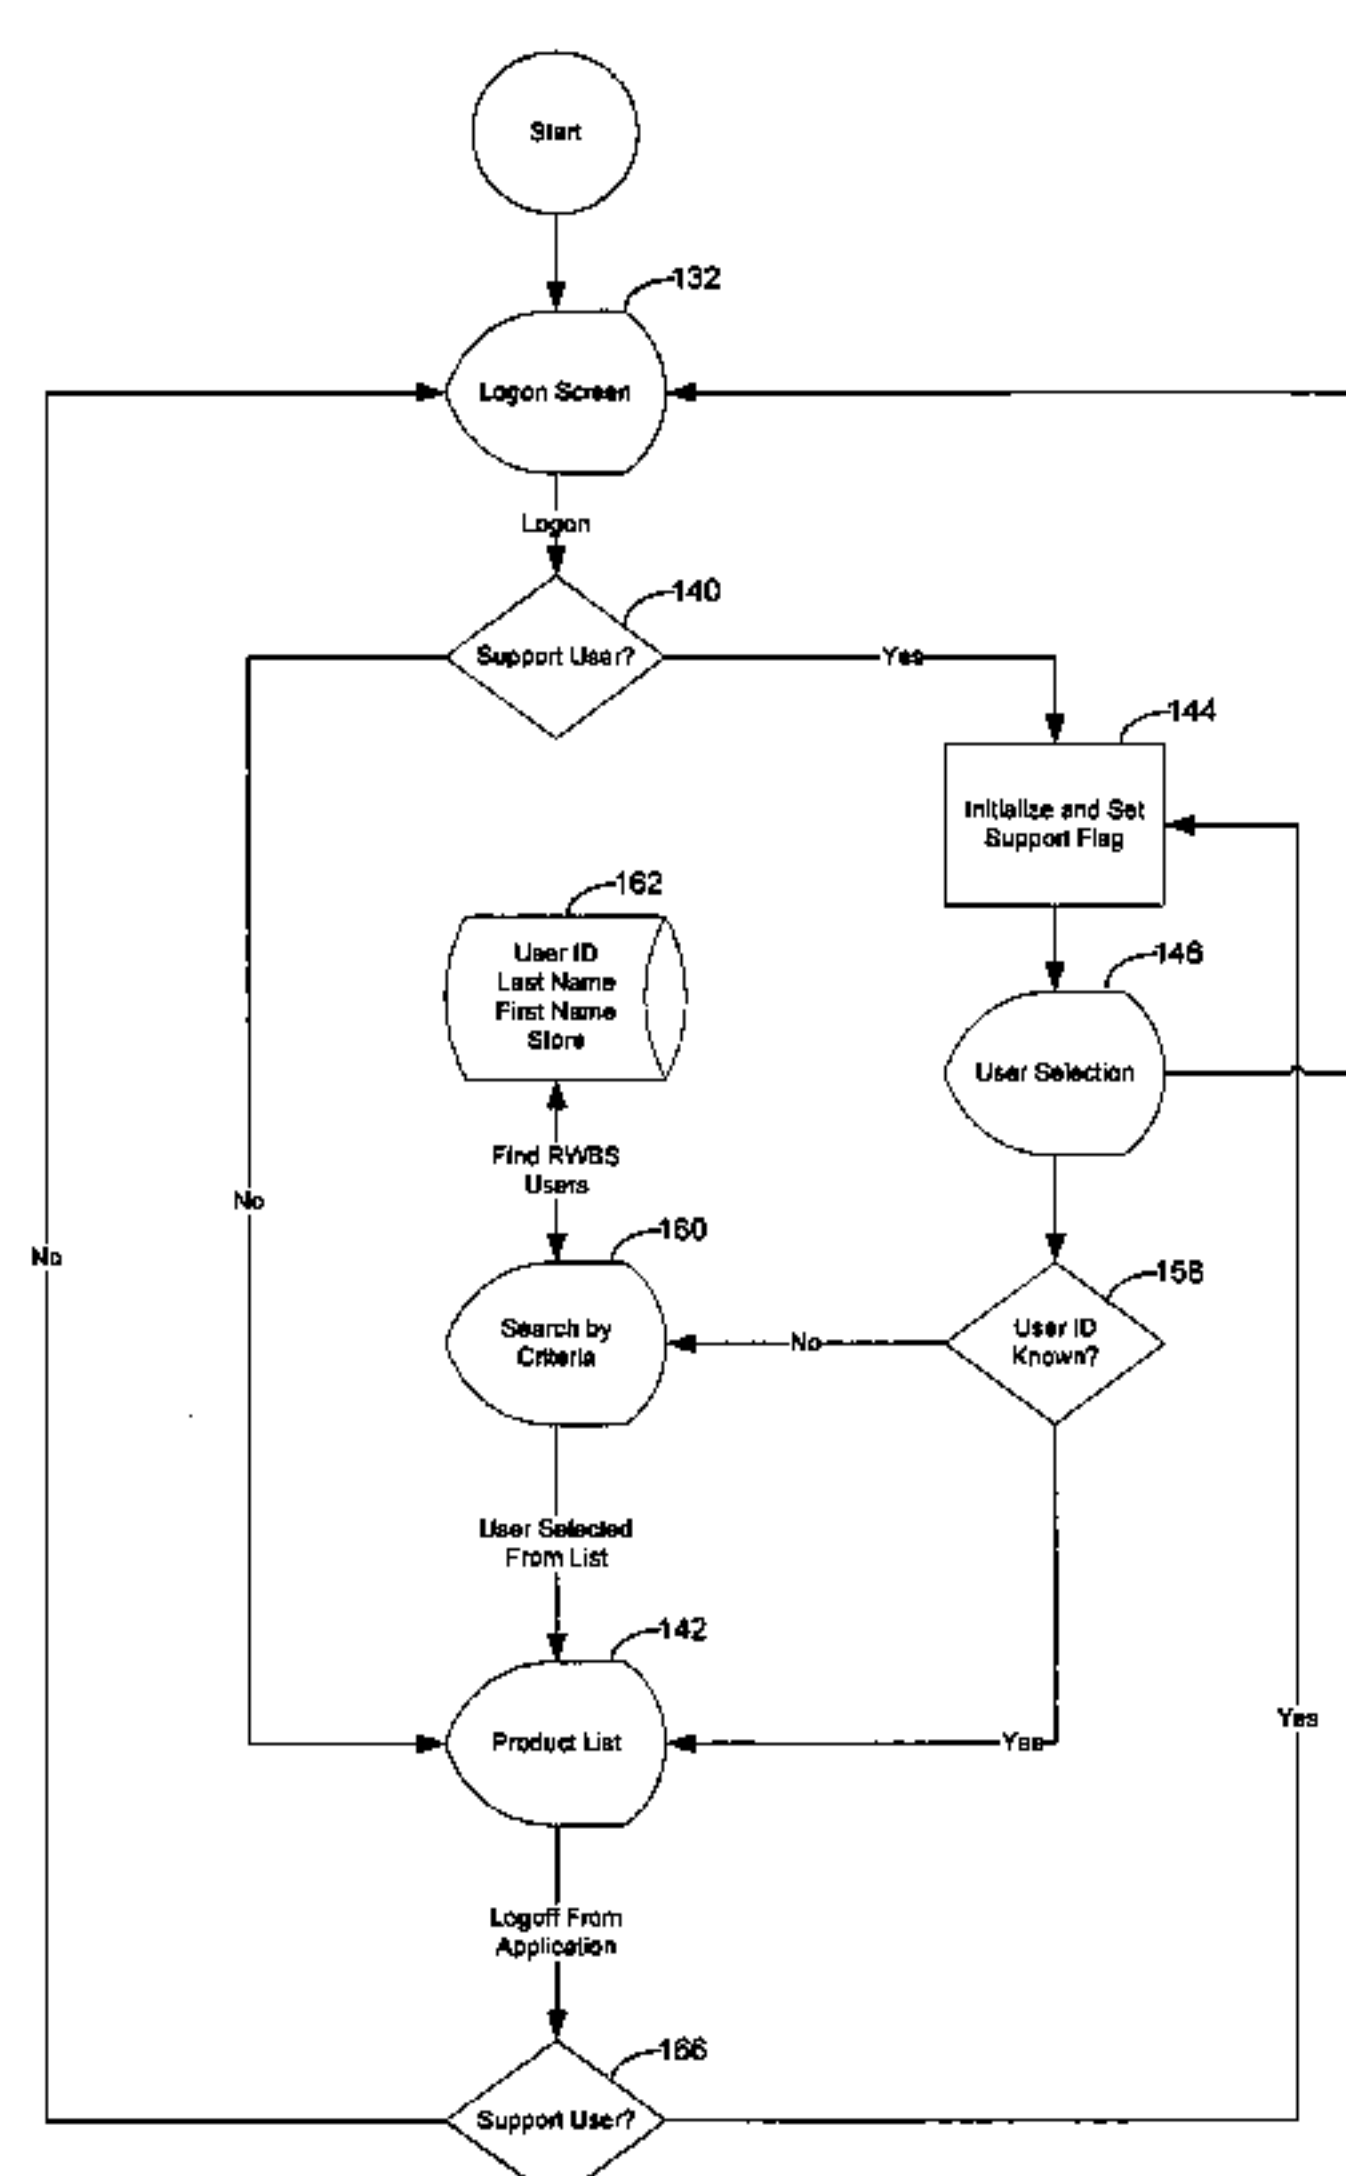 Start
132
Logon Screen
Logon
140
Support User?
Yes
144
Initialize and Set
Support Flag
162
User ID
Last Name
First Name
Store
146
User Selection
Find RWBS
Users
No
No
160
158
Search by
Criteria
No
User ID
Known?
User Selected
From List
142
Product List
Yes
Yes
Logoff From
Application
166
Support User?